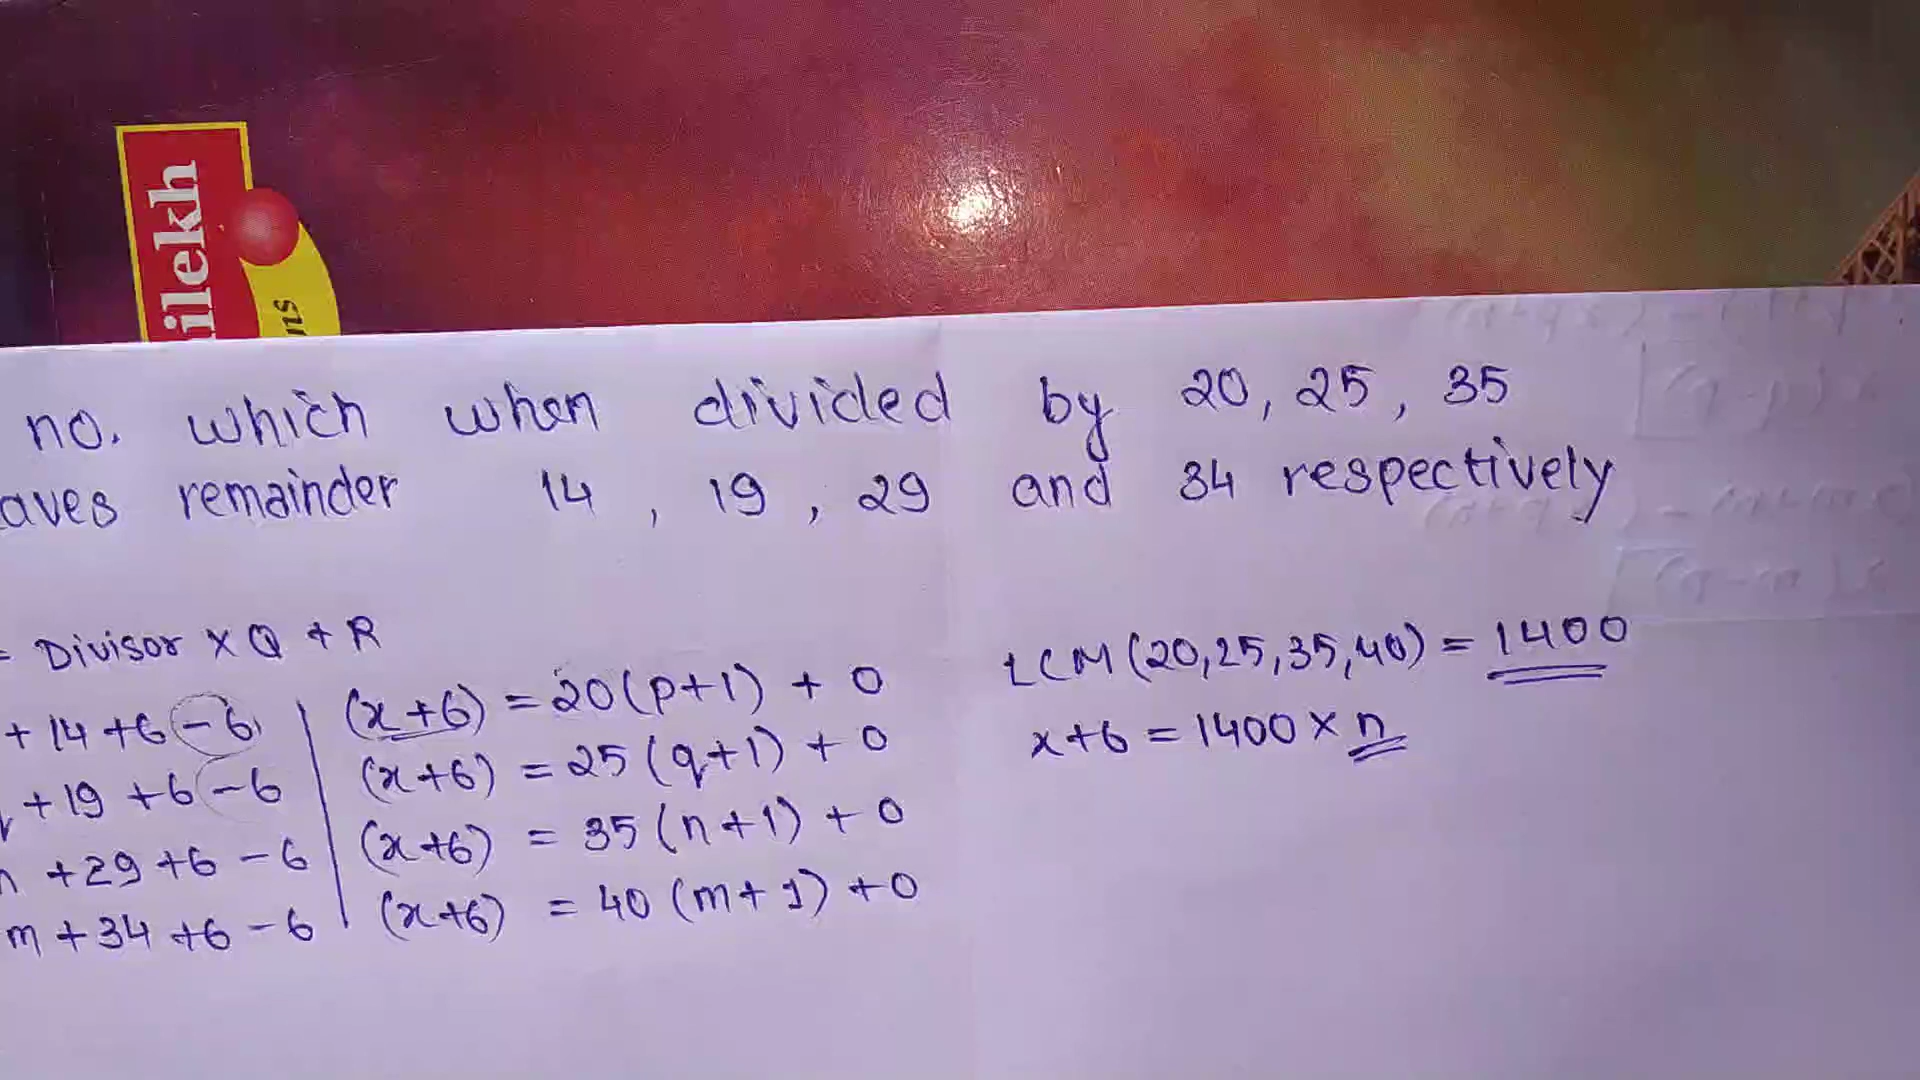 ilekh
ns
no. which when divided by 20, 25, 35
aves remainder 14, 19, 29 and 34 respectively
= Divisor x Q + R
+ 14 +6 -6
+ 19 +6 -6
n +29 +6 -6
m + 34 +6 -6
(x+6) = 20(p+1) + 0
(x+6) = 25(q+1) + 0
(x+6) = 35(n+1) + 0
(x+6) = 40(m+1) +0
LCM(20,25,35,40) = 1400
x+6 = 1400 x n